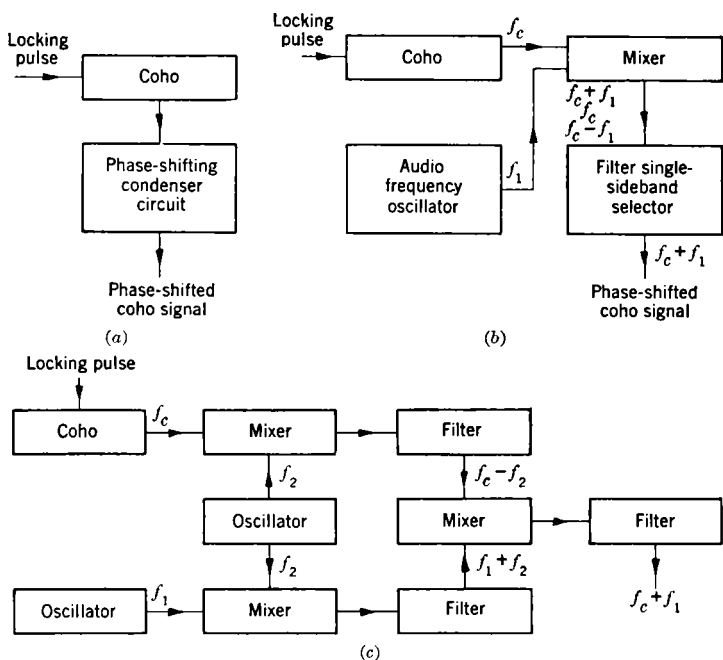 Locking
pulse
Coho
Phase-shifting
condenser
circuit
Phase-shifted
coho signal
(a)
Locking
pulse
Coho
f_c
Mixer
f_c + f_1
f_c
f_c − f_1
Audio
frequency
oscillator
f_1
Filter single-
sideband
selector
f_c + f_1
Phase-shifted
coho signal
(b)
Locking pulse
Coho
f_c
Mixer
Filter
f_2
f_c − f_2
Oscillator
Mixer
Filter
f_2
f_1 + f_2
f_c + f_1
Oscillator
f_1
Mixer
Filter
(c)